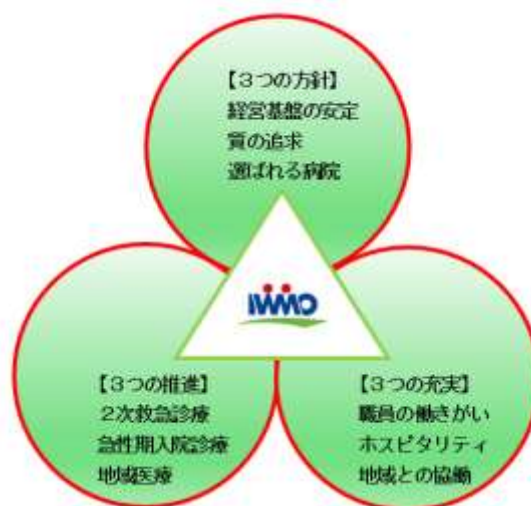 【３つの方針】
経営基盤の安定
質の追求
選ばれる病院
IWMO
【３つの推進】
２次救急診療
急性期入院診療
地域医療
【３つの充実】
職員の働きがい
ホスピタリティ
地域との協働